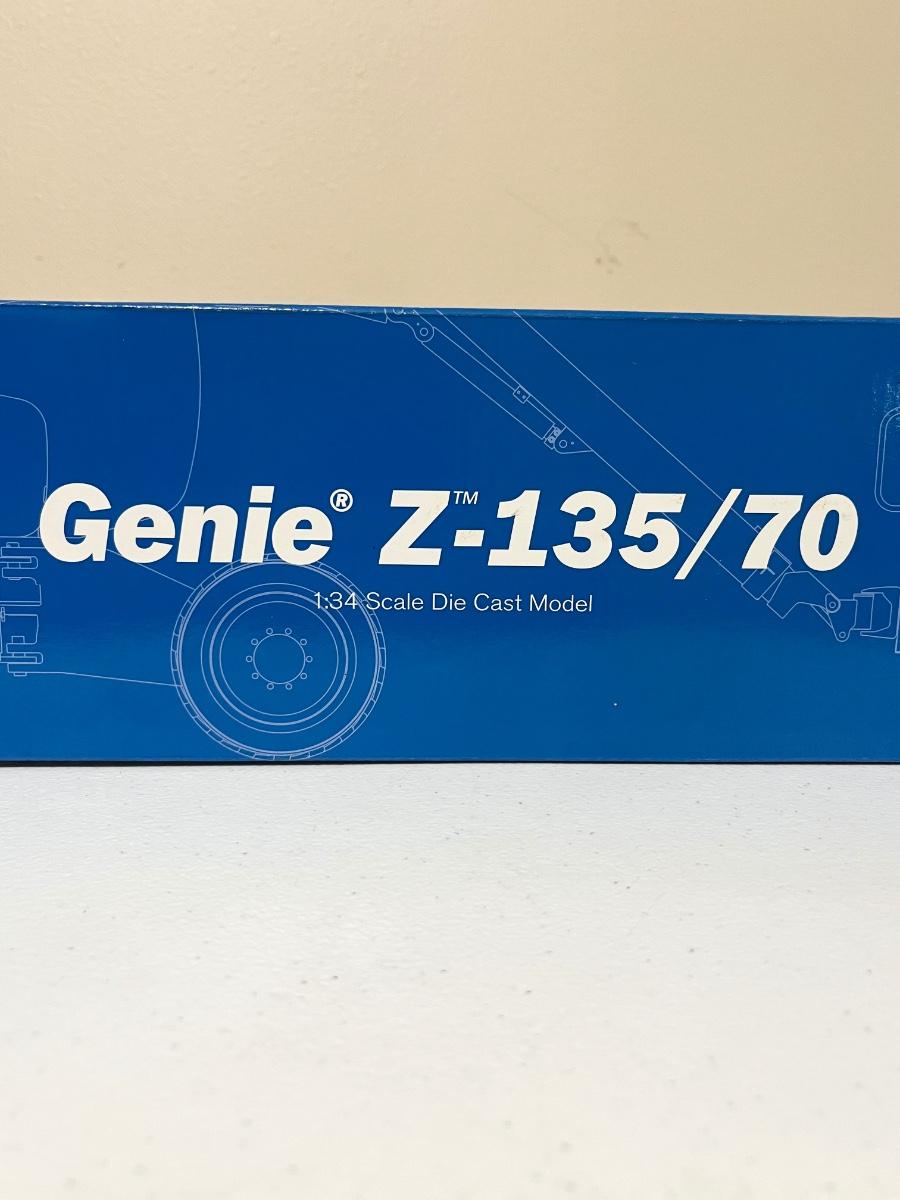 Genie® Z™-135/70
1:34 Scale Die Cast Model